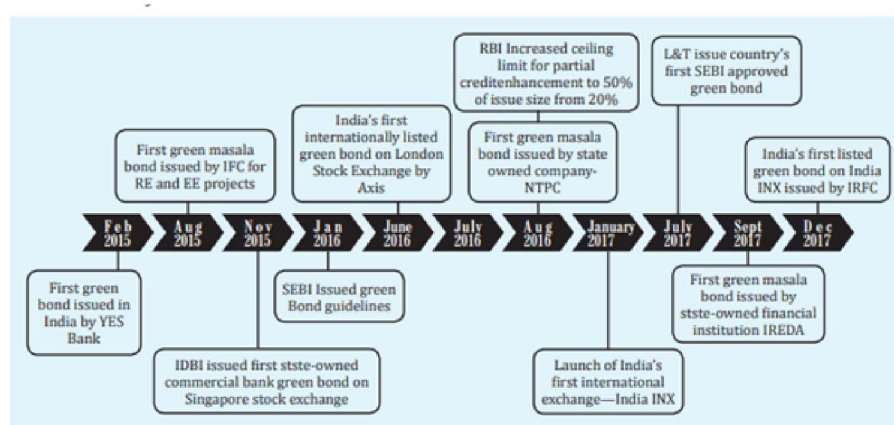 RBI Increased ceiling
limit for partial
creditenhancement to 50%
of issue size from 20%
L&T issue country's
first SEBI approved
green bond
India's first
internationally listed
green bond on London
Stock Exchange by
Axis
First green masala
bond issued by IFC for
RE and EE projects
First green masala
bond issued by state
owned company-
NTPC
India's first listed
green bond on India
INX issued by IRFC
Feb
2015
Aug
2015
Nov
2015
Jan
2016
June
2016
July
2016
Aug
2016
January
2017
July
2017
Sept
2017
Dec
2017
First green
bond issued in
India by YES
Bank
SEBI Issued green
Bond guidelines
First green masala
bond issued by
stste-owned financial
institution IREDA
IDBI issued first stste-owned
commercial bank green bond on
Singapore stock exchange
Launch of India's
first international
exchange—India INX